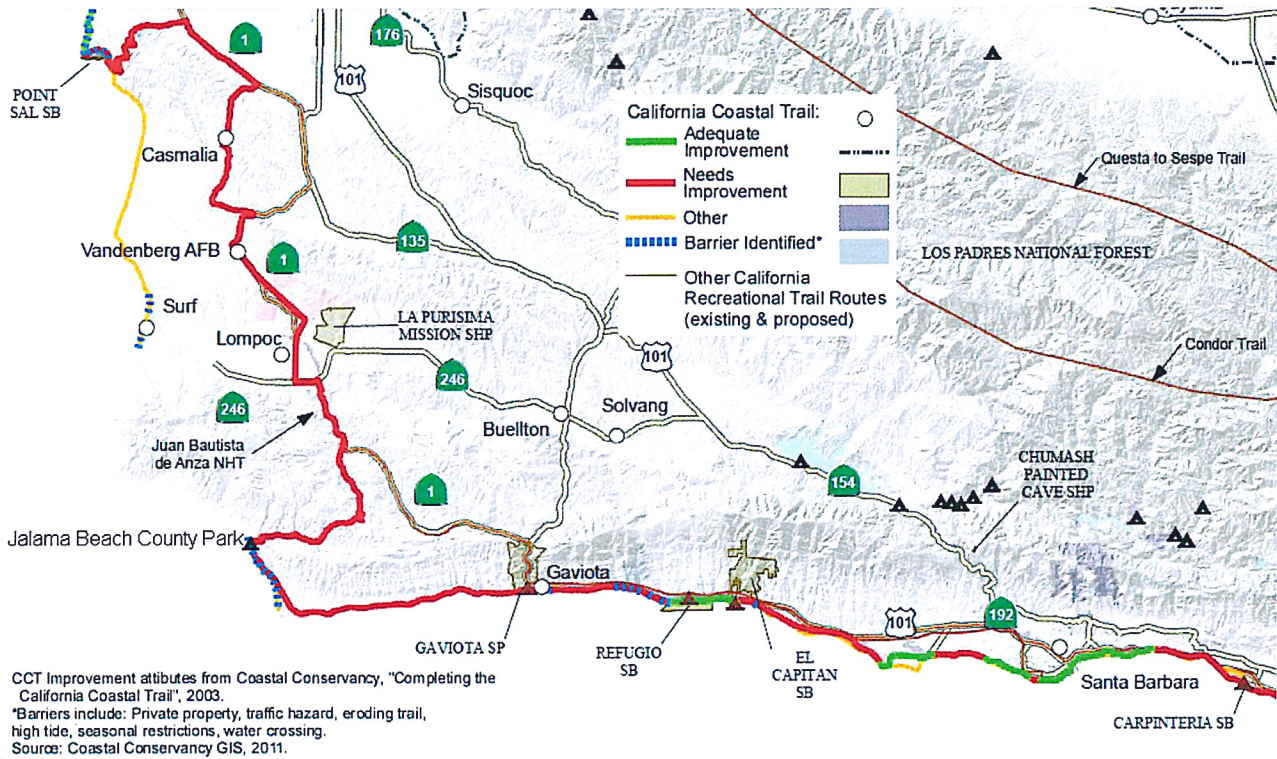 1
176
101
POINT
SAL SB
Sisquoc
Casmalia
California Coastal Trail:
Adequate
Improvement
Needs
Improvement
Other
Barrier Identified*
Other California
Recreational Trail Routes
(existing & proposed)
Questa to Sespe Trail
LOS PADRES NATIONAL FOREST
Condor Trail
Vandenberg AFB
1
135
Surf
LA PURISIMA
MISSION SHP
Lompoc
101
246
246
Solvang
Buellton
Juan Bautista
de Anza NHT
1
154
CHUMASH
PAINTED
CAVE SHP
Jalama Beach County Park
Gaviota
101
192
GAVIOTA SP
REFUGIO
SB
EL
CAPITAN
SB
Santa Barbara
CARPINTERIA SB
CCT Improvement attibutes from Coastal Conservancy, "Completing the
California Coastal Trail", 2003.
*Barriers include: Private property, traffic hazard, eroding trail,
high tide, seasonal restrictions, water crossing.
Source: Coastal Conservancy GIS, 2011.